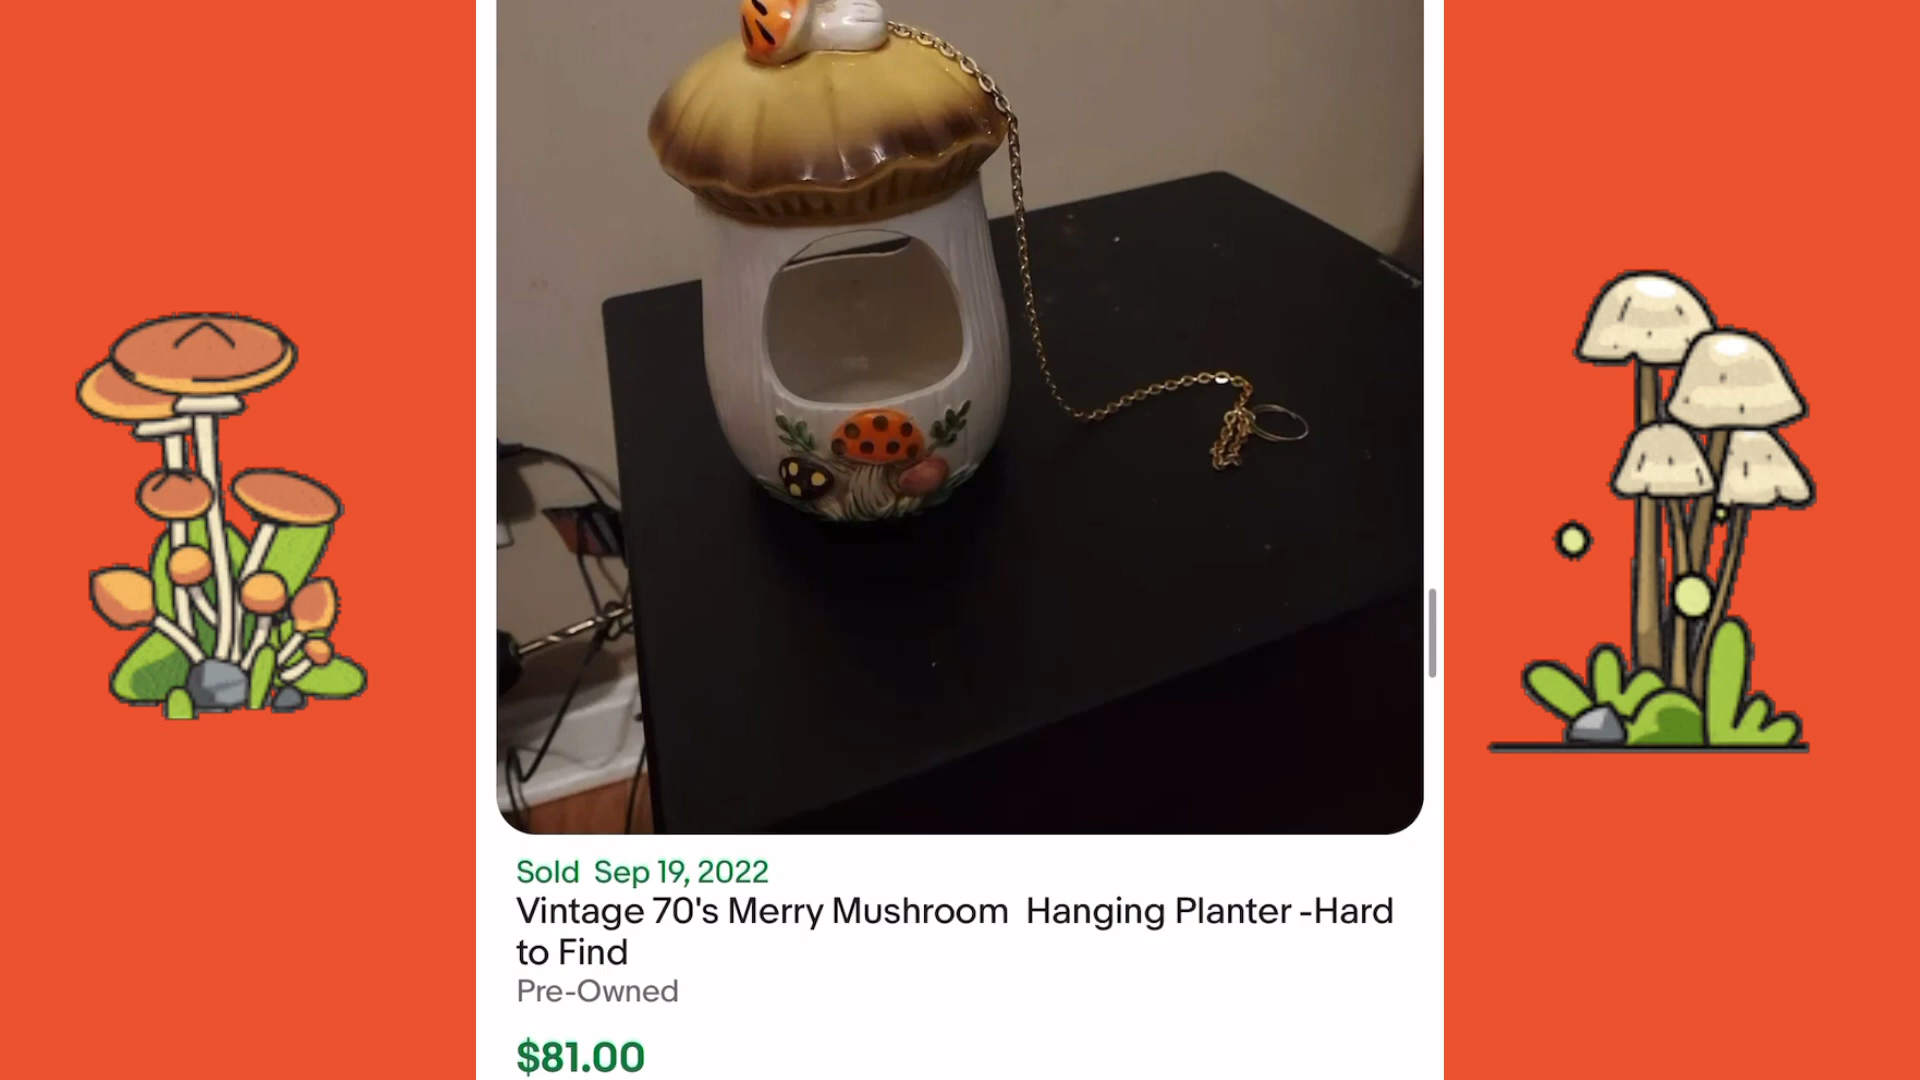 Sold Sep 19, 2022
Vintage 70's Merry Mushroom Hanging Planter -Hard
to Find
Pre-Owned
$81.00